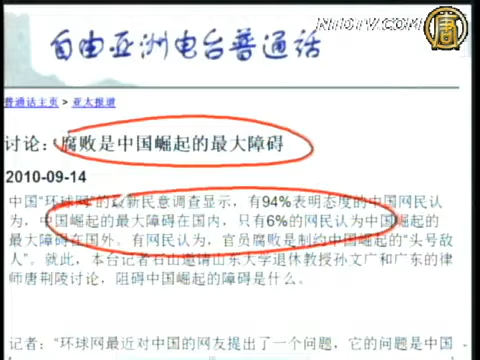 NTDTV.COM
唐
自由亚洲电台普通话
普通话主页 > 亚太报道
讨论：腐败是中国崛起的最大障碍
2010-09-14
中国“环球网”的最新民意调查显示，有94%表明态度的中国网民认
为，中国崛起的最大障碍在国内，只有6%的网民认为中国崛起的
最大障碍在国外。有网民认为，官员腐败是制约中国崛起的“头号敌
人”。就此，本台记者石山邀请山东大学退休教授孙文广和广东的律
师唐荆陵讨论，阻碍中国崛起的障碍是什么。
记者：“环球网最近对中国的网友提出了一个问题，它的问题是中国